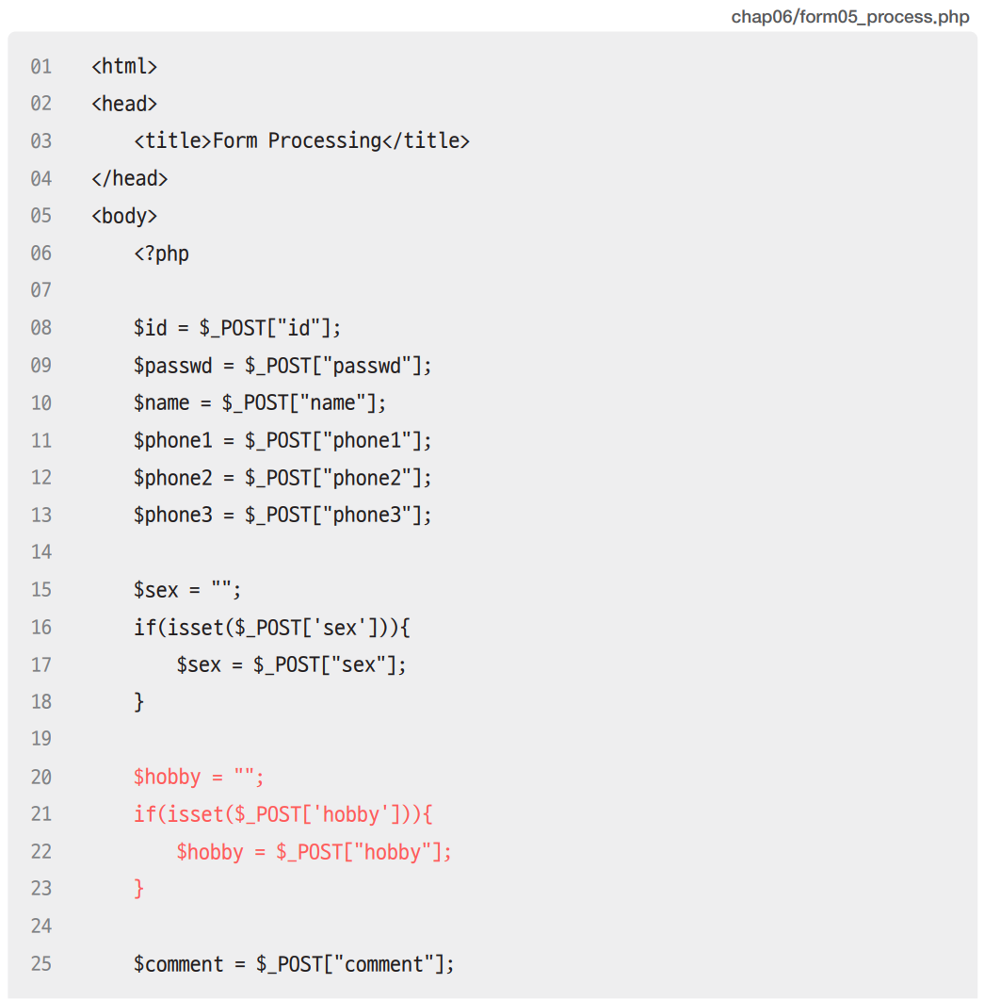 chap06/form05_process.php
01 <html>
02 <head>
03 <title>Form Processing</title>
04 </head>
05 <body>
06 <?php
07
08 $id = $_POST["id"];
09 $passwd = $_POST["passwd"];
10 $name = $_POST["name"];
11 $phone1 = $_POST["phone1"];
12 $phone2 = $_POST["phone2"];
13 $phone3 = $_POST["phone3"];
14
15 $sex = "";
16 if(isset($_POST['sex'])){
17 $sex = $_POST["sex"];
18 }
19
20 $hobby = "";
21 if(isset($_POST['hobby'])){
22 $hobby = $_POST["hobby"];
23 }
24
25 $comment = $_POST["comment"];